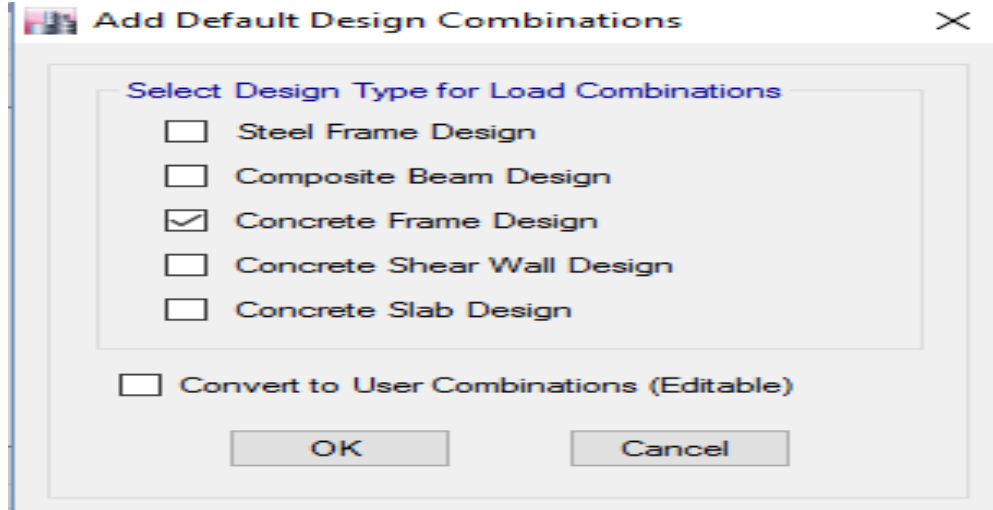 Add Default Design Combinations
Select Design Type for Load Combinations
Steel Frame Design
Composite Beam Design
Concrete Frame Design
Concrete Shear Wall Design
Concrete Slab Design
Convert to User Combinations (Editable)
OK Cancel